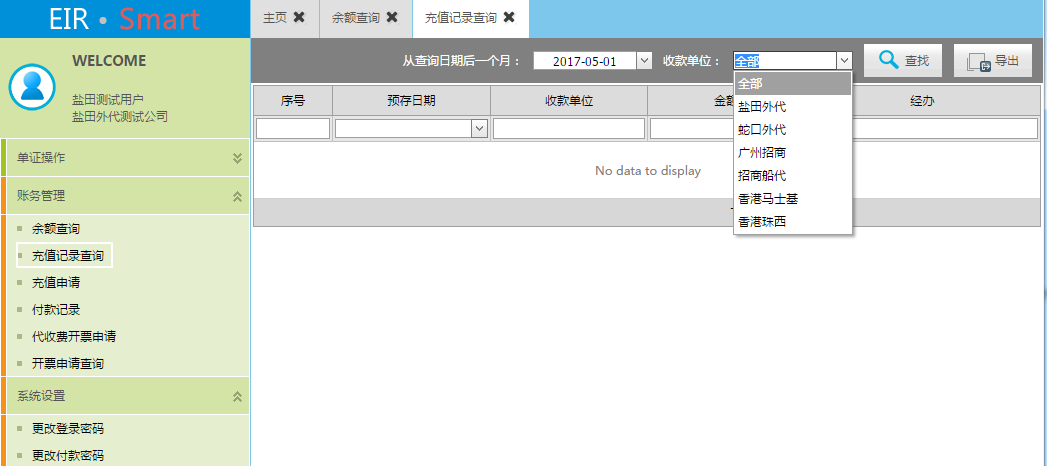 EIR • Smart
主页 余额查询 充值记录查询
WELCOME
盐田测试用户
盐田外代测试公司
单证操作
账务管理
余额查询
充值记录查询
充值申请
付款记录
代收费开票申请
开票申请查询
系统设置
更改登录密码
更改付款密码
从查询日期后一个月： 2017-05-01 收款单位： 全部 查找 导出
全部
盐田外代
蛇口外代
广州招商
招商船代
香港马士基
香港珠西
序号 预存日期 收款单位 金 经办
No data to display